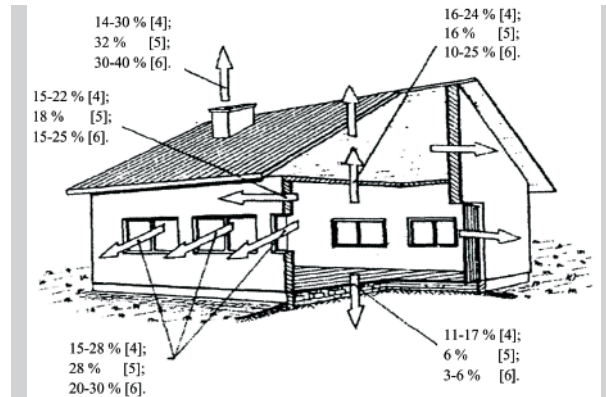 14-30 % [4];
32 % [5];
30-40 % [6].
16-24 % [4];
16 % [5];
10-25 % [6].
15-22 % [4];
18 % [5];
15-25 % [6].
15-28 % [4];
28 % [5];
20-30 % [6].
11-17 % [4];
6 % [5];
3-6 % [6].